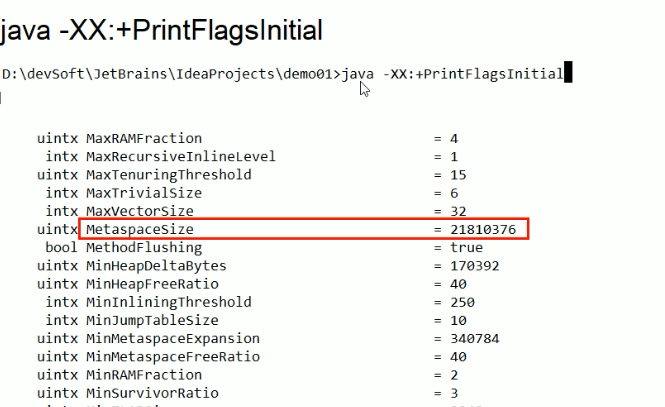 java -XX:+PrintFlagsInitial
D:\devSoft\JetBrains\IdeaProjects\demo01>java -XX:+PrintFlagsInitial
uintx MaxRAMFraction = 4
intx MaxRecursiveInlineLevel = 1
uintx MaxTenuringThreshold = 15
intx MaxTrivialSize = 6
intx MaxVectorSize = 32
uintx MetaspaceSize = 21810376
bool MethodFlushing = true
uintx MinHeapDeltaBytes = 170392
uintx MinHeapFreeRatio = 40
intx MinInliningThreshold = 250
intx MinJumpTableSize = 10
uintx MinMetaspaceExpansion = 340784
uintx MinMetaspaceFreeRatio = 40
uintx MinRAMFraction = 2
uintx MinSurvivorRatio = 3